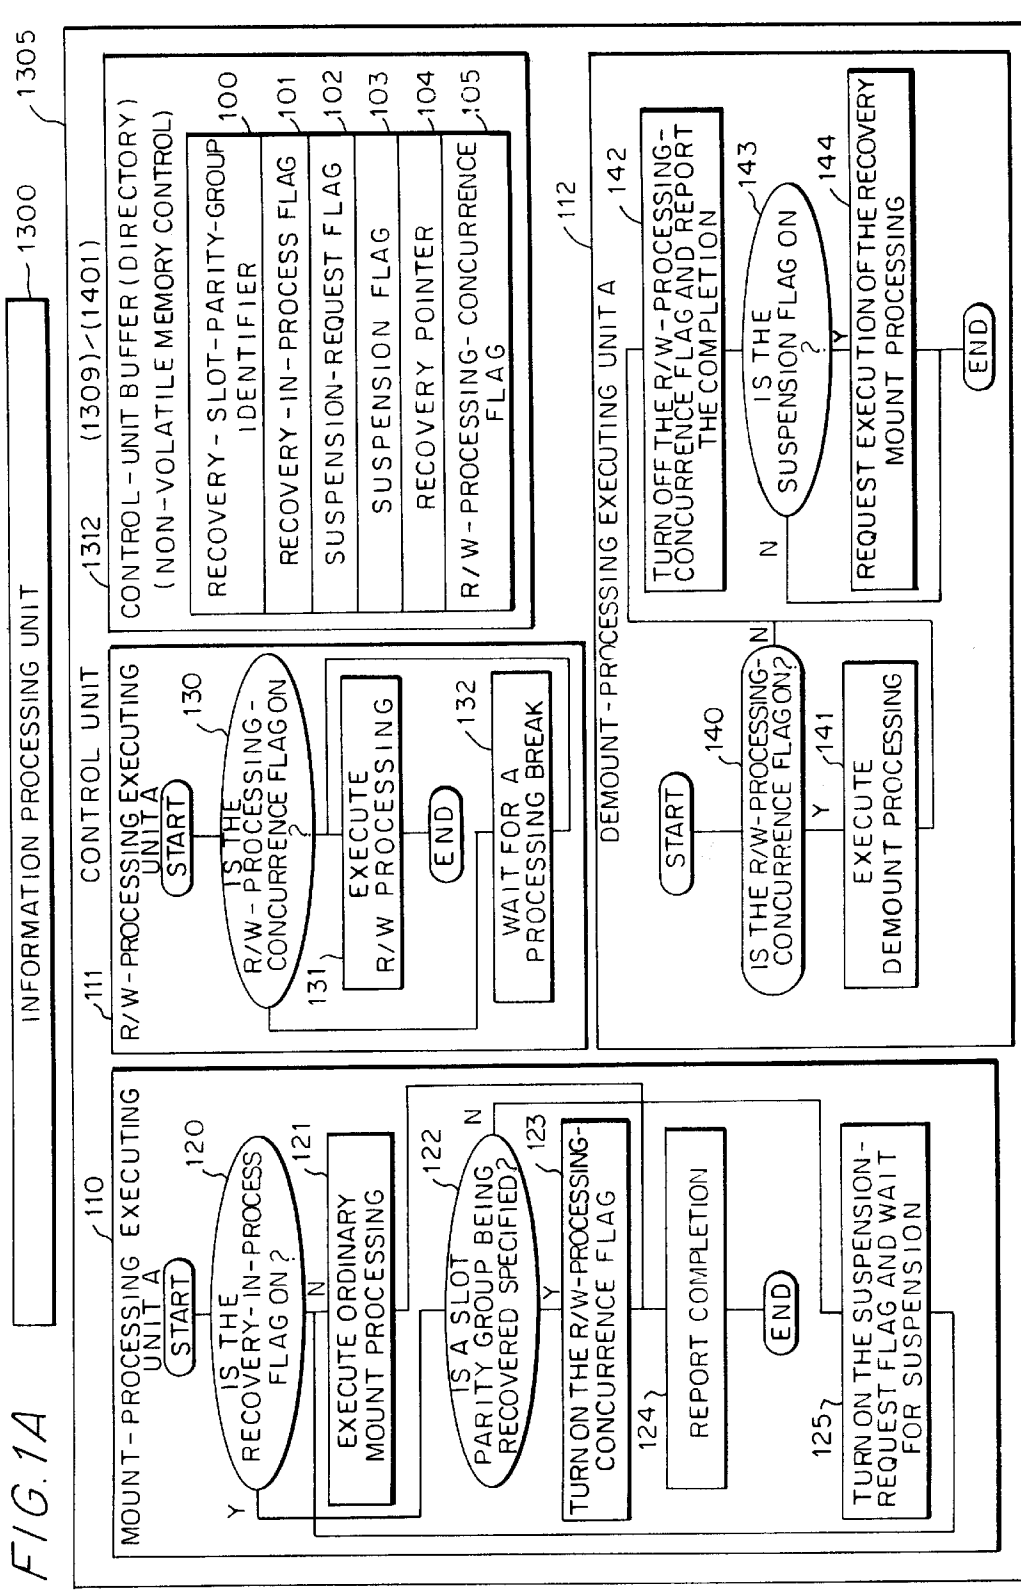 FIG.1A
INFORMATION PROCESSING UNIT
1300
1305
CONTROL UNIT
110
MOUNT-PROCESSING EXECUTING
UNIT A
START
120
IS THE
RECOVERY-IN-PROCESS
FLAG ON?
Y
N
121
EXECUTE ORDINARY
MOUNT PROCESSING
122
IS A SLOT
PARITY GROUP BEING
RECOVERED SPECIFIED?
N
Y
123
TURN ON THE R/W-PROCESSING-
CONCURRENCE FLAG
124
REPORT COMPLETION
END
125
TURN ON THE SUSPENSION-
REQUEST FLAG AND WAIT
FOR SUSPENSION
111
R/W-PROCESSING EXECUTING
UNIT A
START
130
IS THE
R/W-PROCESSING-
CONCURRENCE FLAG ON
?
131
EXECUTE
R/W PROCESSING
END
132
WAIT FOR A
PROCESSING BREAK
1312
(1309)~(1401)
CONTROL-UNIT BUFFER (DIRECTORY)
(NON-VOLATILE MEMORY CONTROL)
RECOVERY-SLOT-PARITY-GROUP
IDENTIFIER
100
RECOVERY-IN-PROCESS FLAG
101
SUSPENSION-REQUEST FLAG
102
SUSPENSION FLAG
103
RECOVERY POINTER
104
R/W-PROCESSING-CONCURRENCE
FLAG
105
112
DEMOUNT-PROCESSING EXECUTING UNIT A
START
140
IS THE R/W-PROCESSING-
CONCURRENCE FLAG ON?
N
Y
141
EXECUTE
DEMOUNT PROCESSING
142
TURN OFF THE R/W-PROCESSING-
CONCURRENCE FLAG AND REPORT
THE COMPLETION
143
IS THE
SUSPENSION FLAG ON
?
N
Y
144
REQUEST EXECUTION OF THE RECOVERY
MOUNT PROCESSING
END